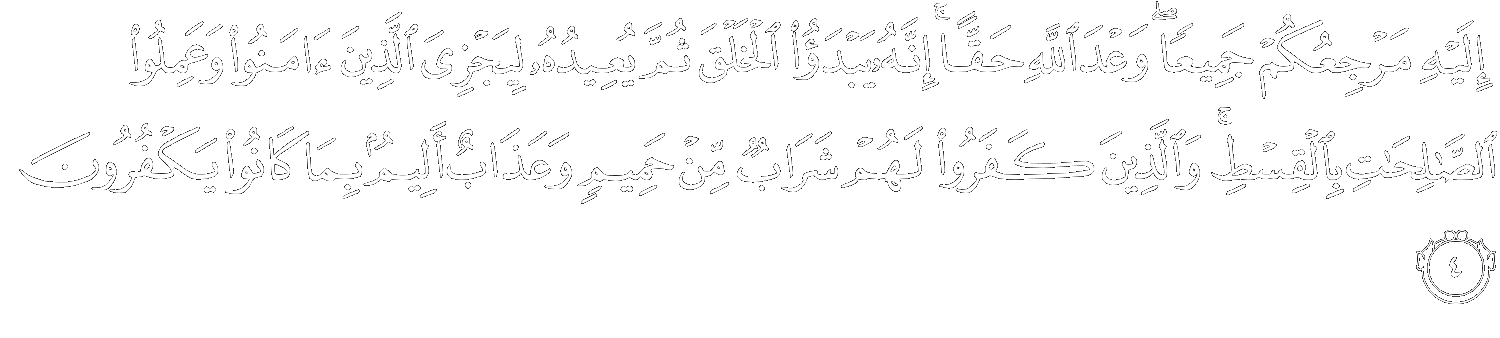 إِلَيْهِ مَرْجِعُكُمْ جَمِيعًا ۖ وَعْدَ ٱللَّهِ حَقًّا ۚ إِنَّهُۥ يَبْدَؤُا۟ ٱلْخَلْقَ ثُمَّ يُعِيدُهُۥ لِيَجْزِىَ ٱلَّذِينَ ءَامَنُوا۟ وَعَمِلُوا۟
ٱلصَّٰلِحَٰتِ بِٱلْقِسْطِ ۚ وَٱلَّذِينَ كَفَرُوا۟ لَهُمْ شَرَابٌ مِّنْ حَمِيمٍ وَعَذَابٌ أَلِيمٌۢ بِمَا كَانُوا۟ يَكْفُرُونَ
٤